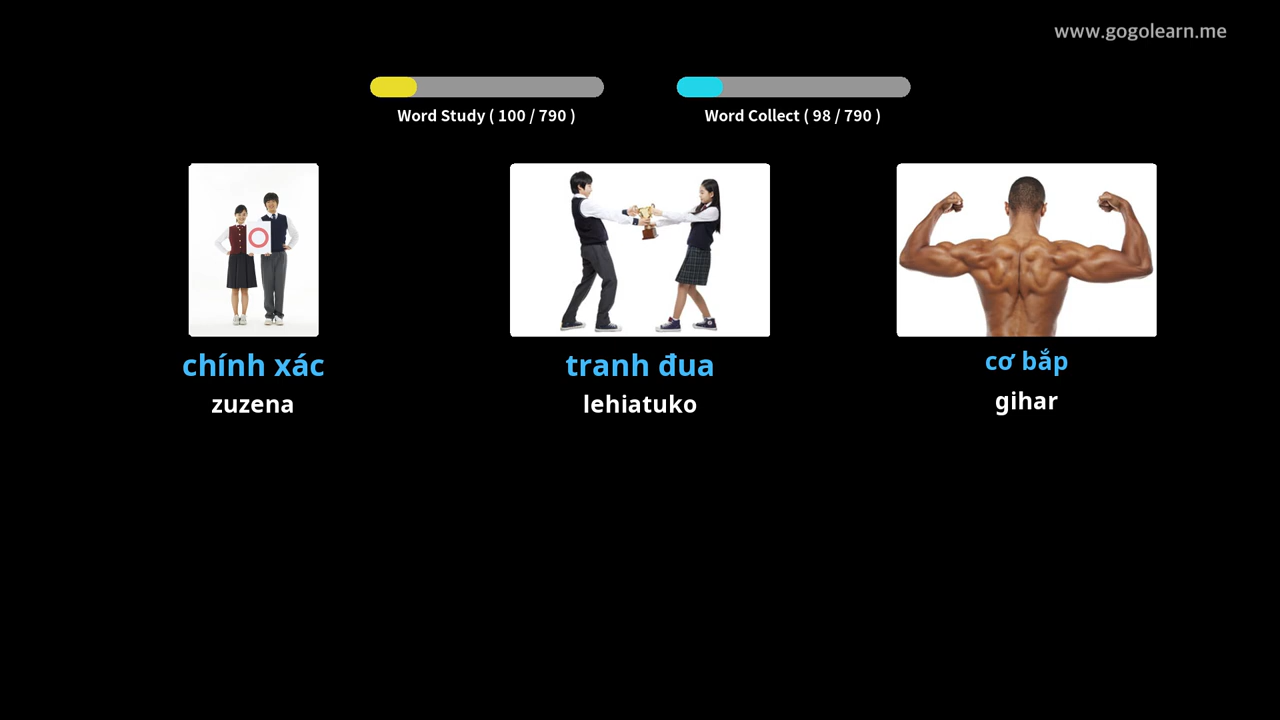 www.gogolearn.me
Word Study ( 100 / 790 )
Word Collect ( 98 / 790 )
chính xác
zuzena
tranh đua
lehiatuko
cơ bắp
gihar